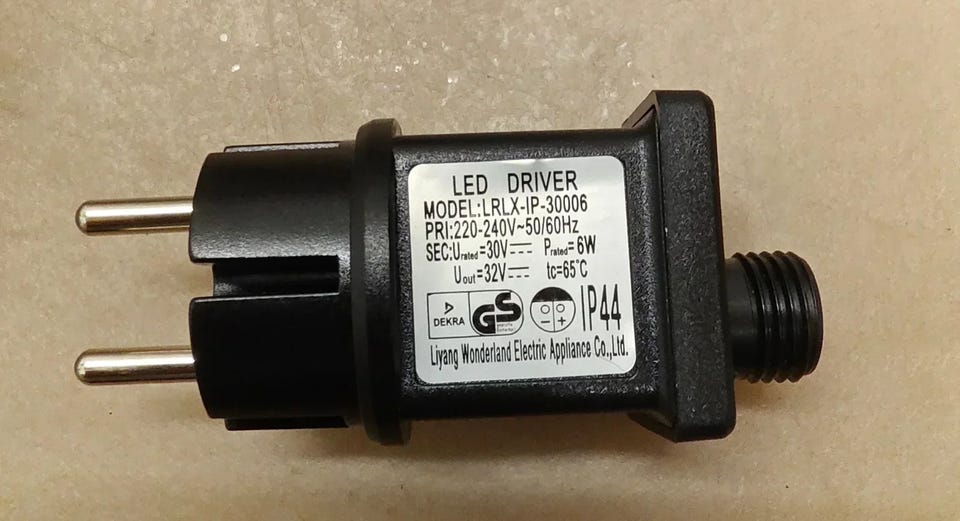 LED DRIVER
MODEL:LRLX-IP-30006
PRI:220-240V~50/60Hz
SEC:Urated=30V⎓ Prated=6W
Uout=32V⎓ tc=65°C
DEKRA GS IP44
Liyang Wonderland Electric Appliance Co.,Ltd.